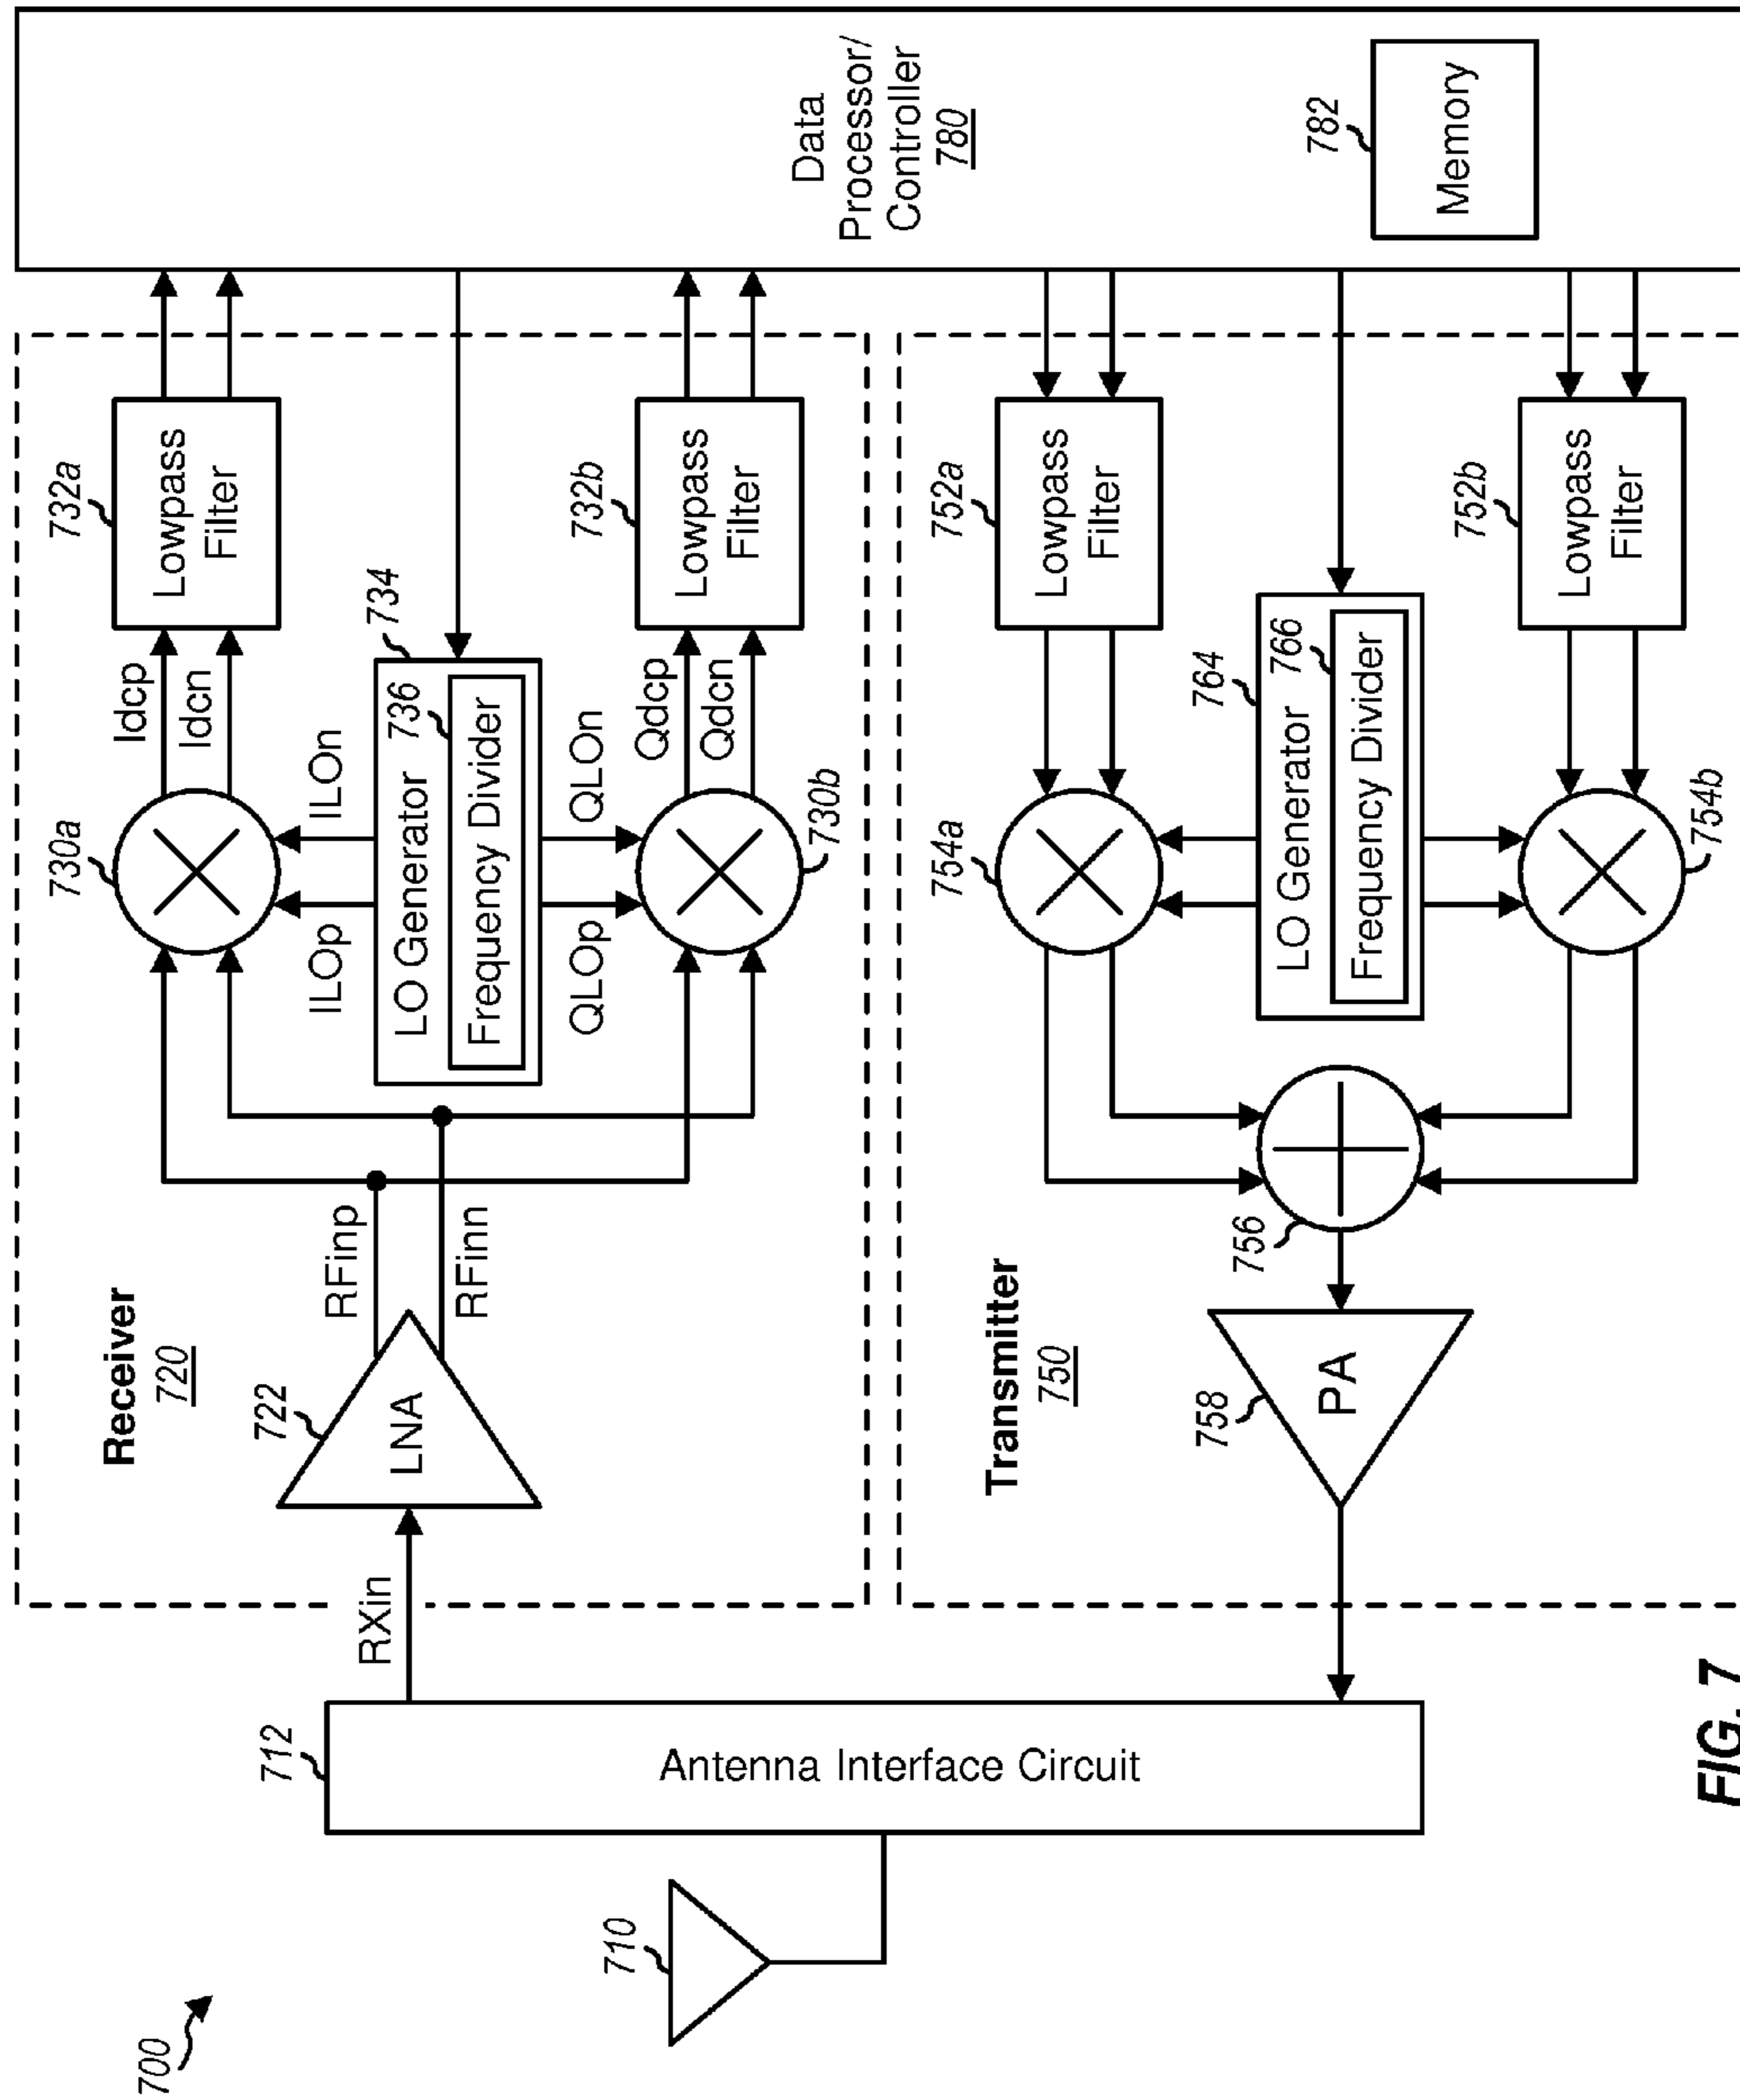 700
710
712
Antenna Interface Circuit
RXin
Receiver
720
722
LNA
RFinp
RFinn
730a
ILOp
ILOn
LO Generator
734
736
Frequency Divider
QLOp
QLOn
730b
Idcp
Idcn
Qdcp
Qdcn
732a
Lowpass
Filter
732b
Lowpass
Filter
Data
Processor/
Controller
780
782
Memory
Transmitter
750
758
PA
756
754a
764
LO Generator
766
Frequency Divider
754b
752a
Lowpass
Filter
752b
Lowpass
Filter
FIG. 7